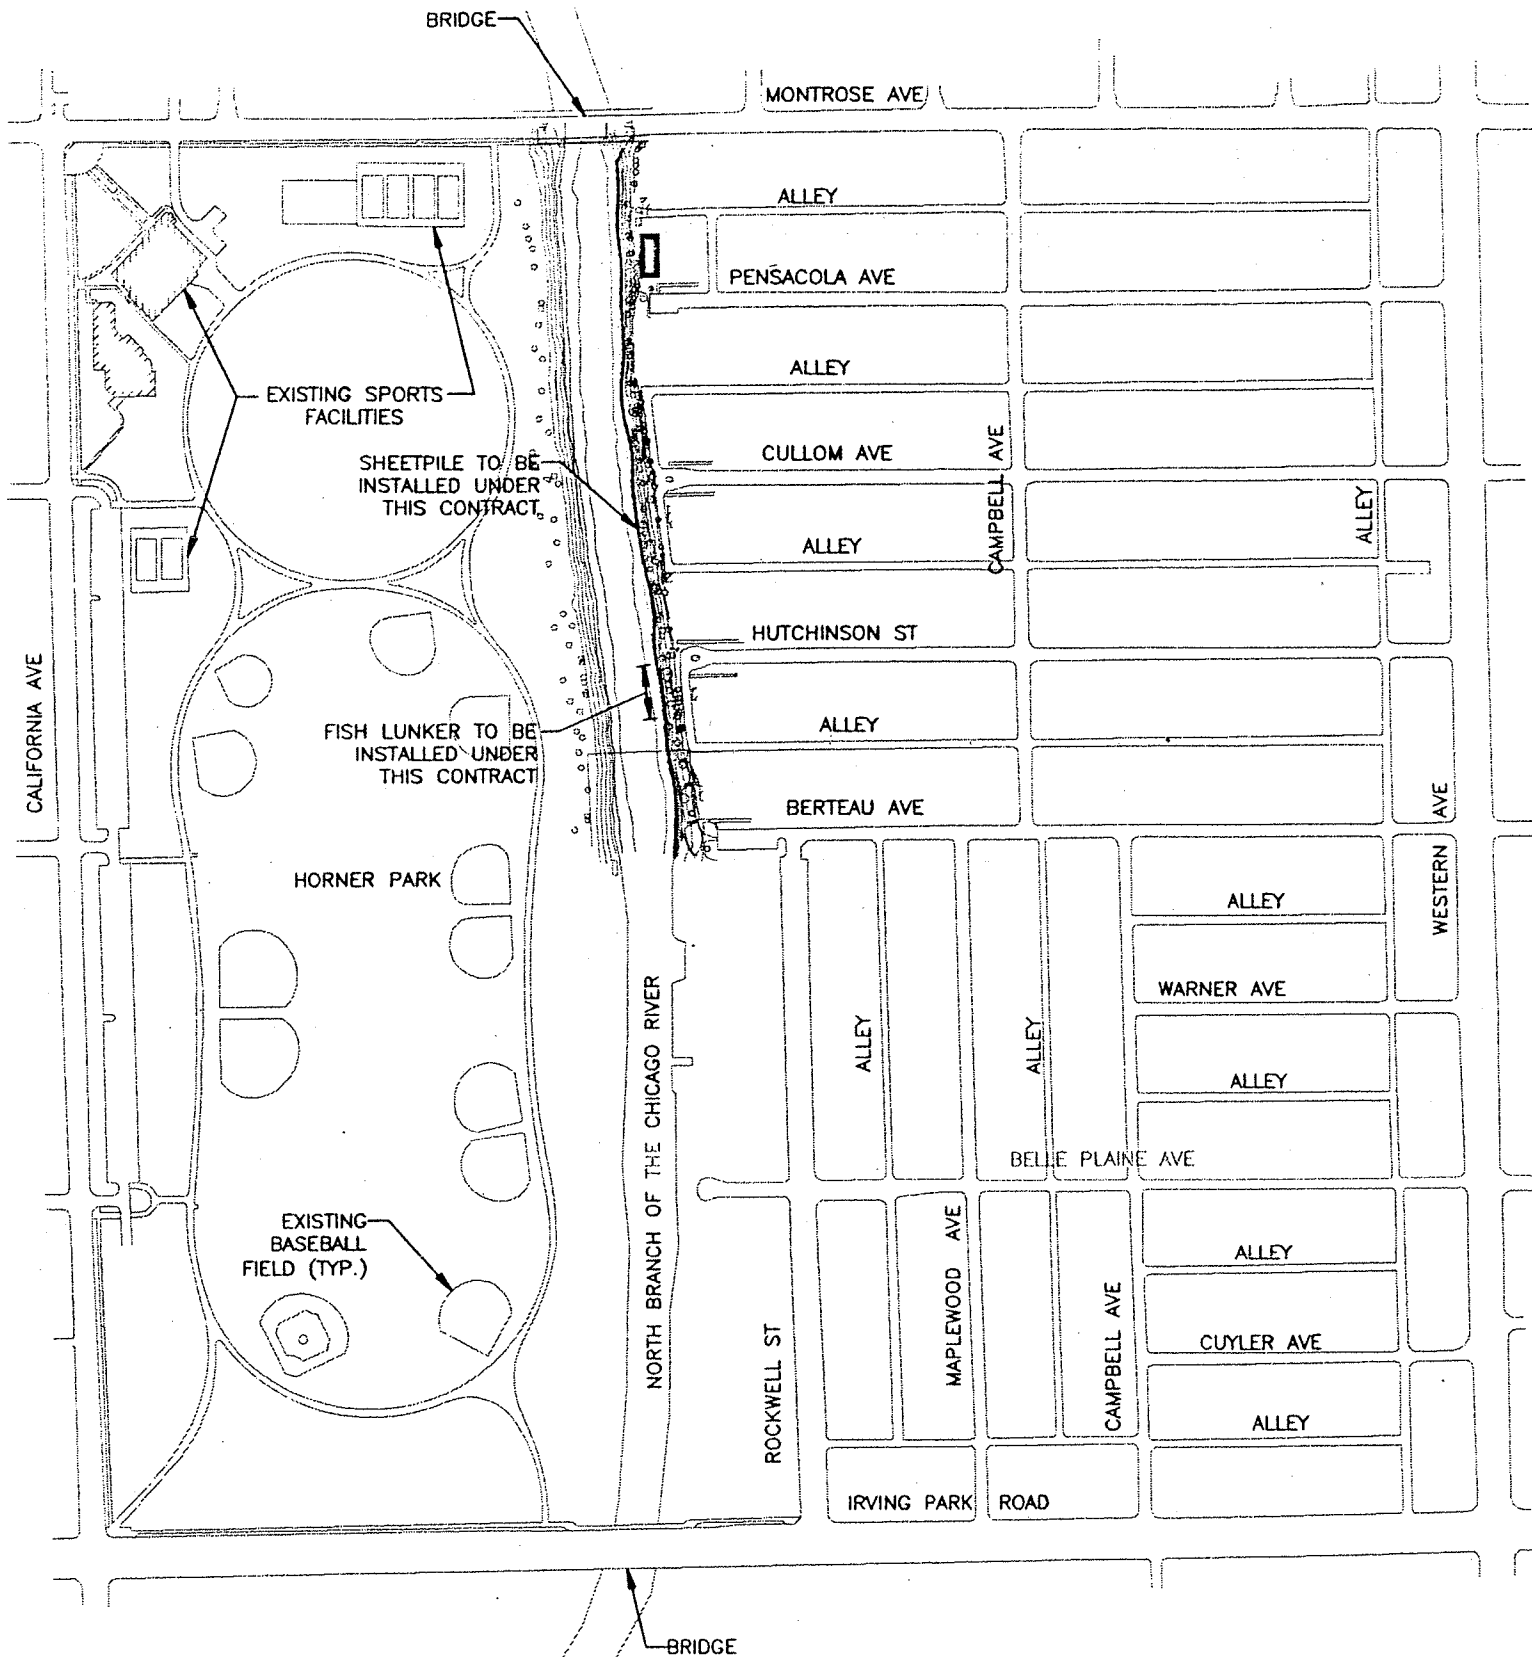 BRIDGE
MONTROSE AVE
ALLEY
PENSACOLA AVE
ALLEY
EXISTING SPORTS
FACILITIES
CULLOM AVE
CAMPBELL AVE
SHEETPILE TO BE
INSTALLED UNDER
THIS CONTRACT
ALLEY
ALLEY
HUTCHINSON ST
CALIFORNIA AVE
FISH LUNKER TO BE
INSTALLED UNDER
THIS CONTRACT
ALLEY
BERTEAU AVE
WESTERN AVE
HORNER PARK
ALLEY
WARNER AVE
NORTH BRANCH OF THE CHICAGO RIVER
ALLEY
ALLEY
ALLEY
BELLE PLAINE AVE
EXISTING
BASEBALL
FIELD (TYP.)
MAPLEWOOD AVE
ALLEY
ROCKWELL ST
CAMPBELL AVE
CUYLER AVE
ALLEY
IRVING PARK ROAD
BRIDGE